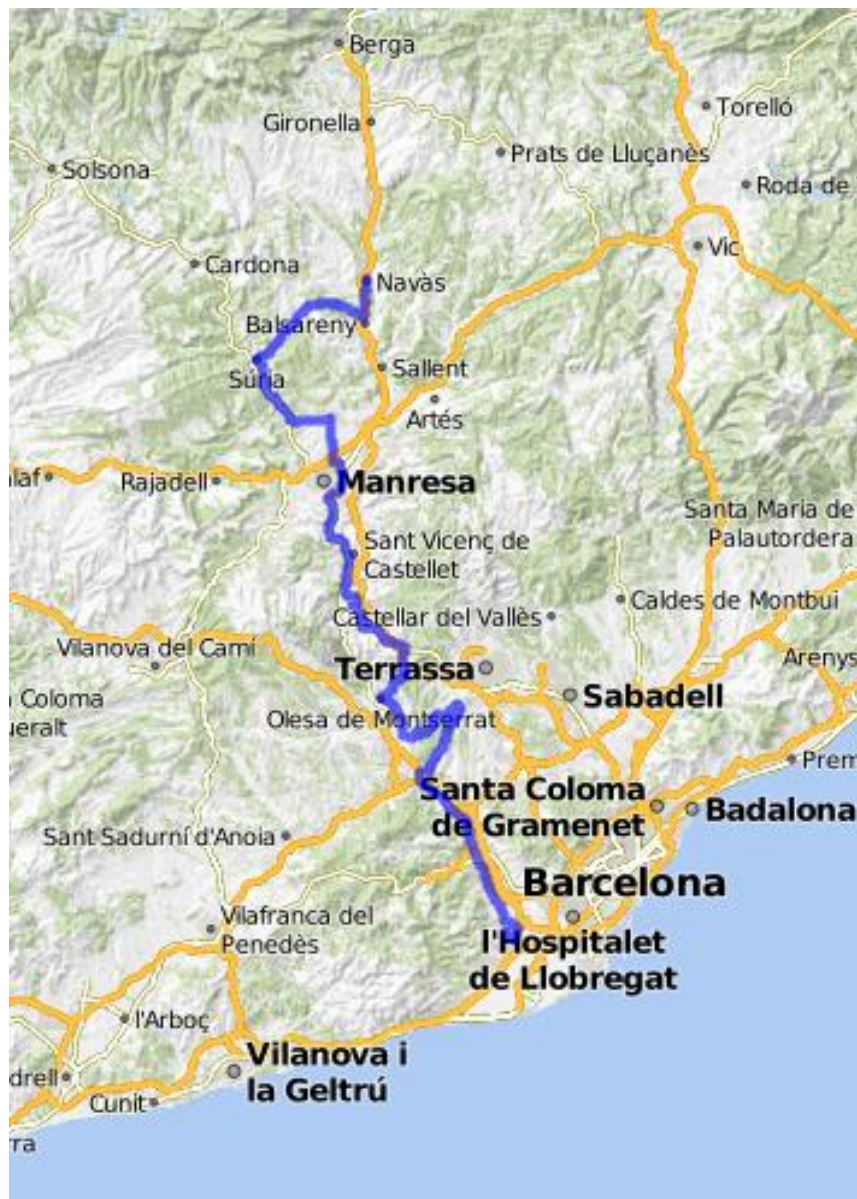 Berga
Torelló
Gironella
Prats de Lluçanès
Solsona
Roda de
Vic
Cardona
Navàs
Balsareny
Súria
Sallent
Artés
alaf
Rajadell
Manresa
Santa Maria de
Palautordera
Sant Vicenç de
Castellet
Caldes de Montbui
Castellar del Vallès
Vilanova del Camí
Terrassa
Arenys
Sabadell
Coloma
ueralt
Olesa de Montserrat
Prem
Santa Coloma
de Gramenet
Badalona
Sant Sadurní d'Anoia
Barcelona
Vilafranca del
Penedès
l'Hospitalet
de Llobregat
l'Arboç
Vilanova i
la Geltrú
drell
Cunit
rra